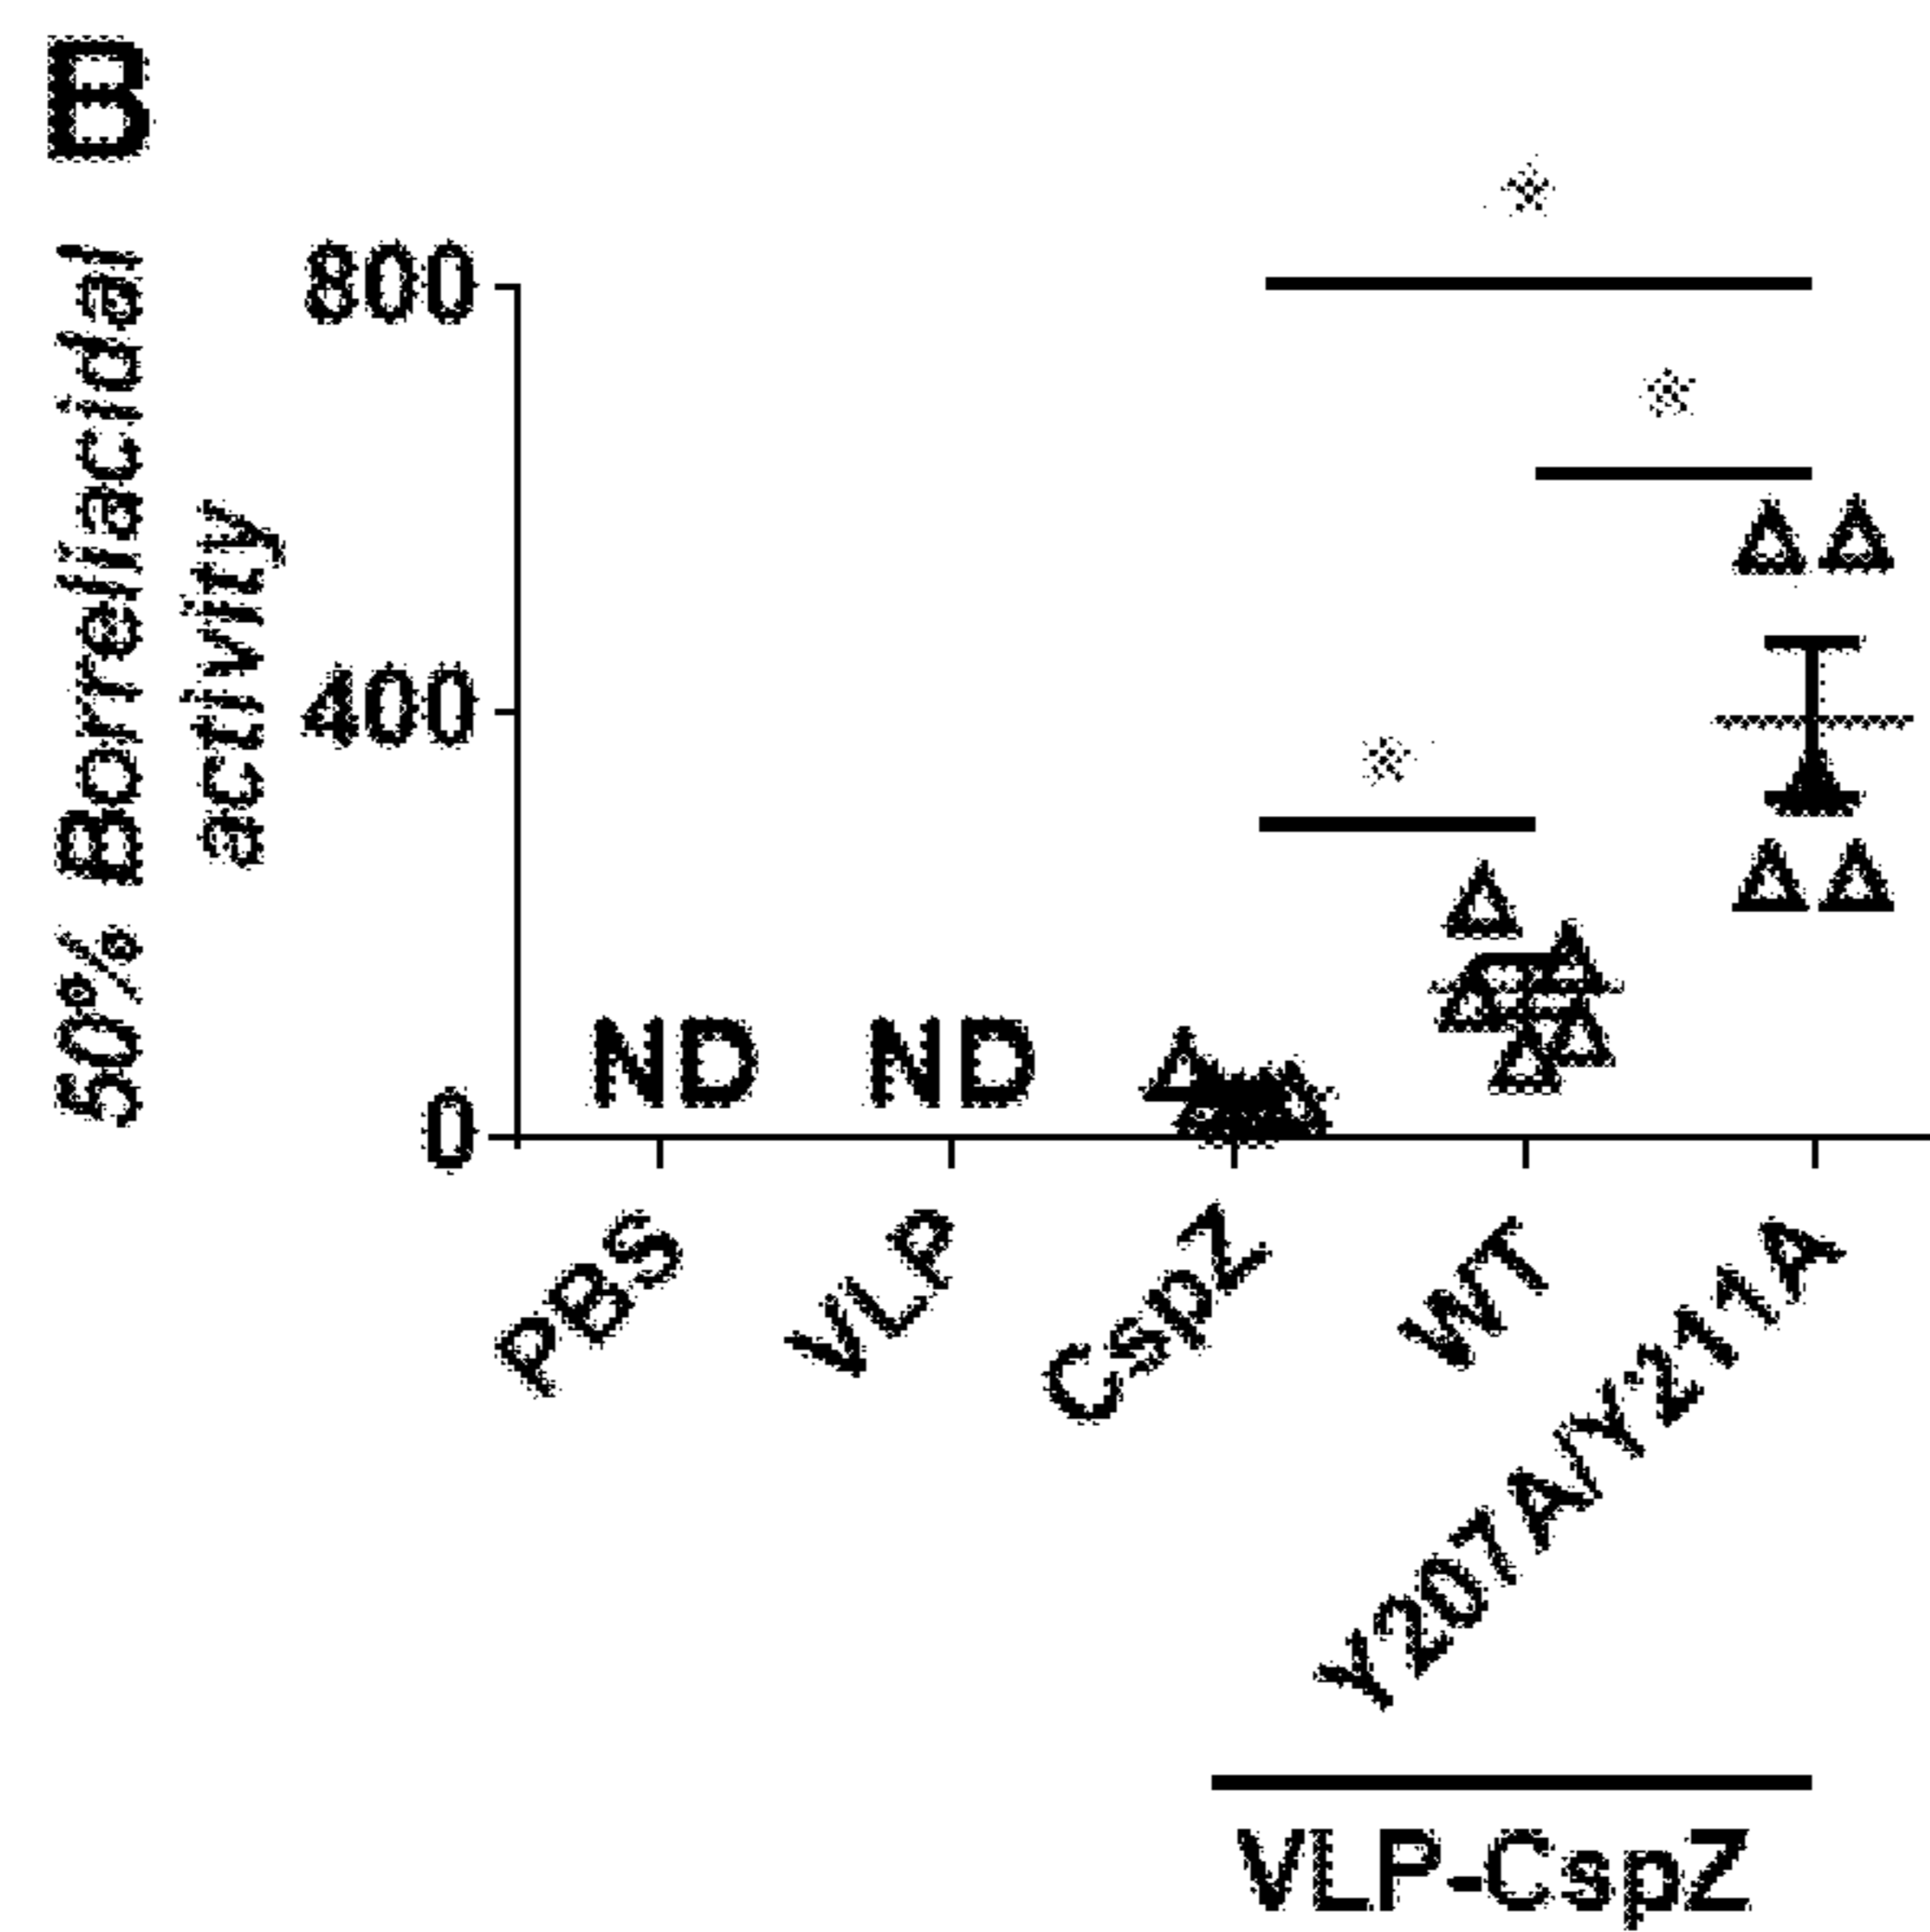 B
50% Borreliacidal
activity
800
400
0
ND ND
*
*
*
PBS VLP CspZ WT Y207A/Y211A
VLP-CspZ